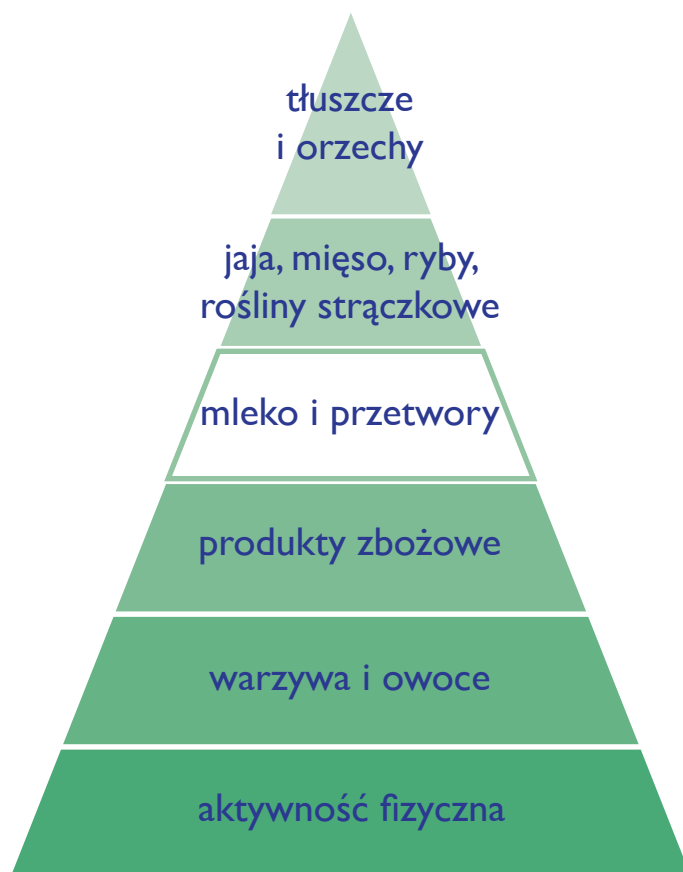 tłuszcze
i orzechy
jaja, mięso, ryby,
rośliny strączkowe
mleko i przetwory
produkty zbożowe
warzywa i owoce
aktywność fizyczna